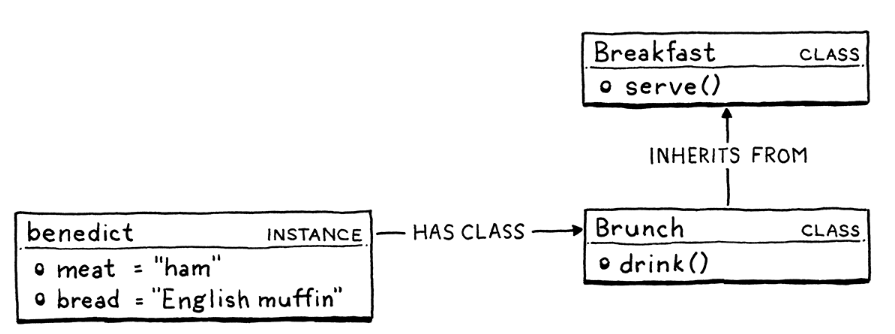 Breakfast CLASS
serve()
INHERITS FROM
benedict INSTANCE
meat = "ham"
bread = "English muffin"
HAS CLASS
Brunch CLASS
drink()